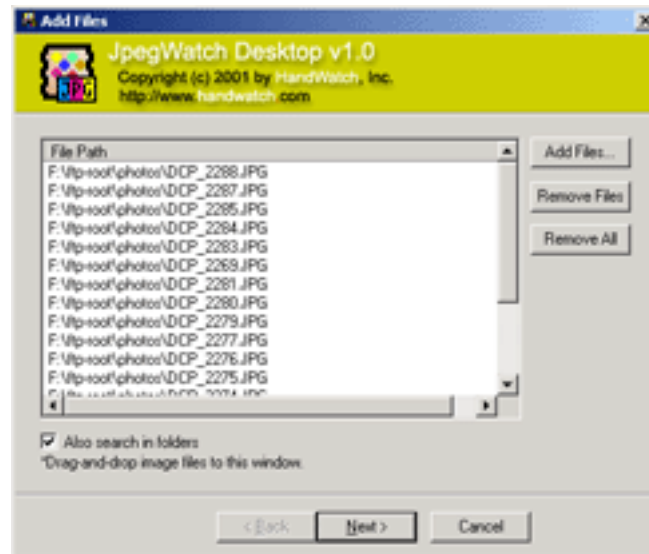 Add Files
JpegWatch Desktop v1.0
Copyright (c) 2001 by HandWatch, Inc.
http://www.handwatch.com
JPG
File Path
F:\ftp-root\photos\DCP_2288.JPG
F:\ftp-root\photos\DCP_2287.JPG
F:\ftp-root\photos\DCP_2285.JPG
F:\ftp-root\photos\DCP_2284.JPG
F:\ftp-root\photos\DCP_2283.JPG
F:\ftp-root\photos\DCP_2269.JPG
F:\ftp-root\photos\DCP_2281.JPG
F:\ftp-root\photos\DCP_2280.JPG
F:\ftp-root\photos\DCP_2279.JPG
F:\ftp-root\photos\DCP_2277.JPG
F:\ftp-root\photos\DCP_2276.JPG
F:\ftp-root\photos\DCP_2275.JPG
Add Files...
Remove Files
Remove All
Also search in folders
*Drag-and-drop image files to this window.
< Back
Next >
Cancel